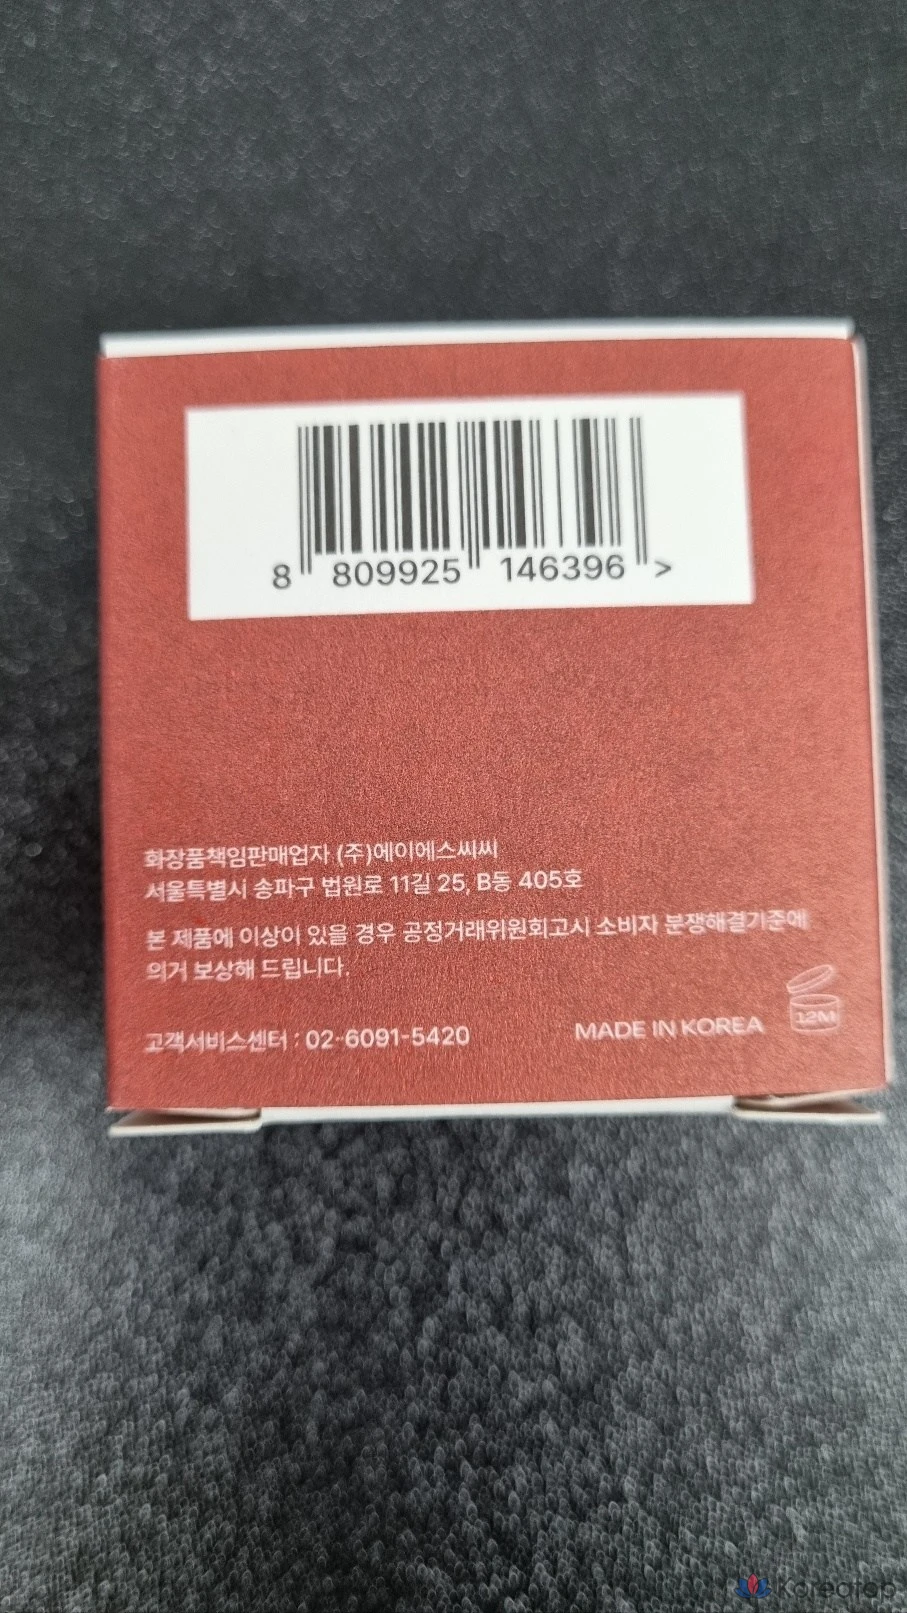 8 809925 146396 >
화장품책임판매업자 (주)에이에스씨씨
서울특별시 송파구 법원로 11길 25, B동 405호
본 제품에 이상이 있을 경우 공정거래위원회고시 소비자 분쟁해결기준에
의거 보상해 드립니다.
고객서비스센터 : 02-6091-5420
MADE IN KOREA
12M
Koreatop